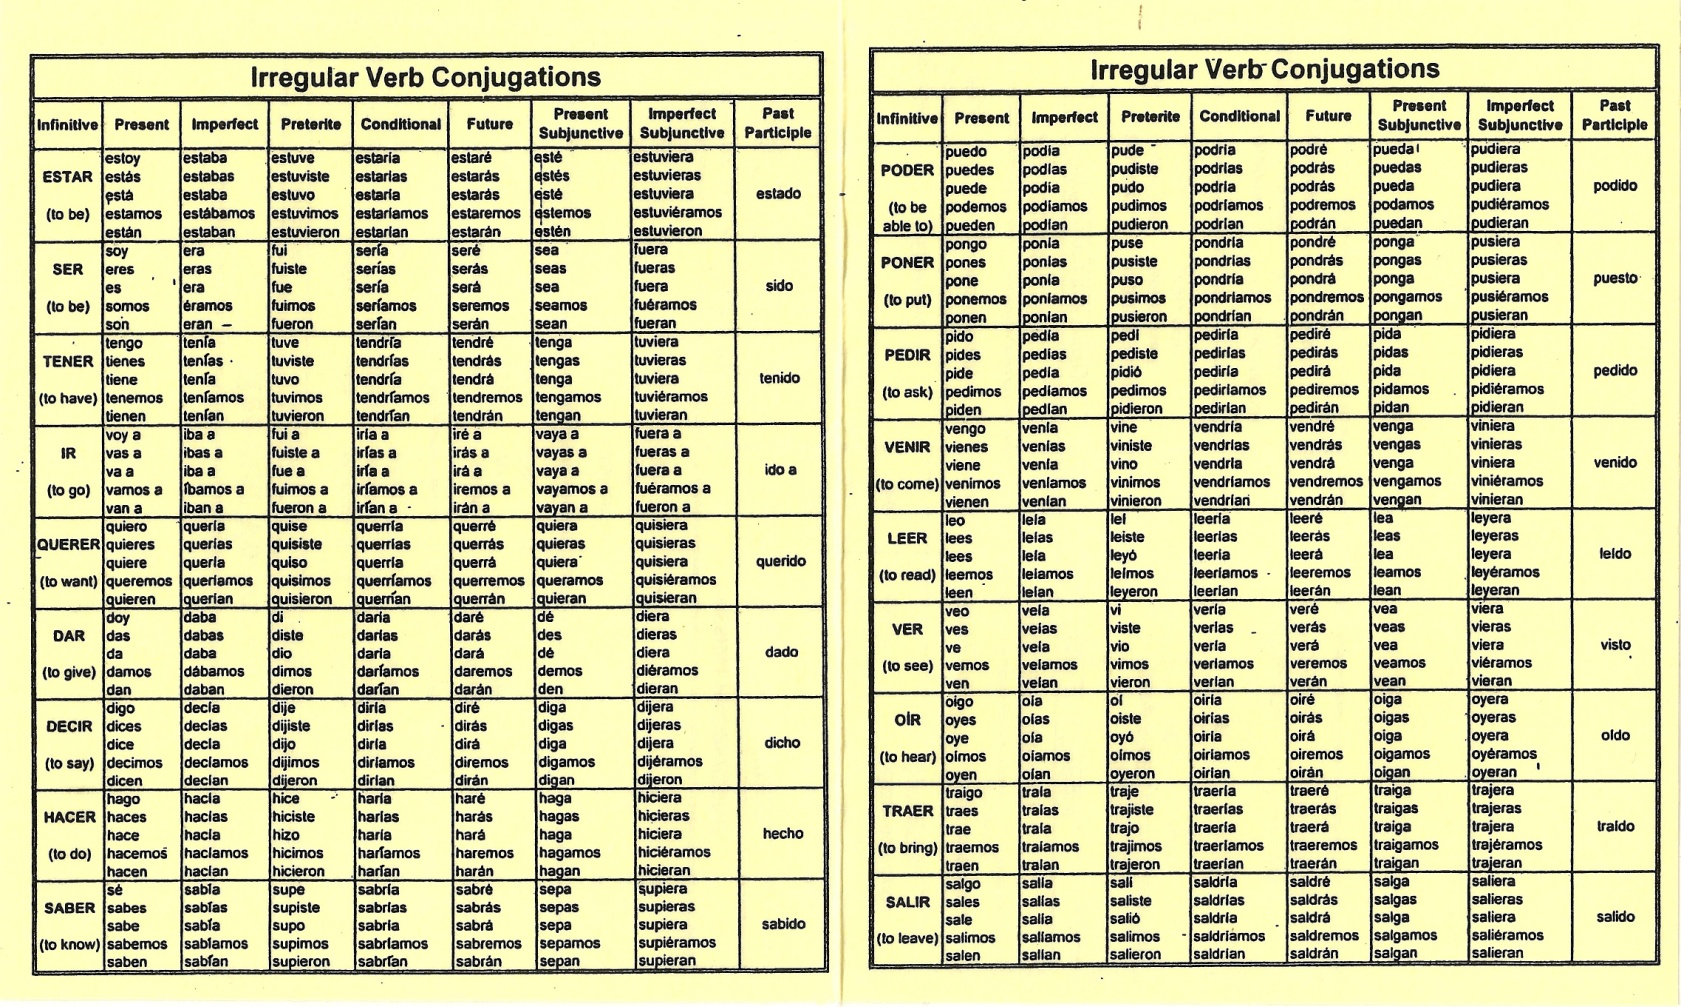 Irregular Verb Conjugations
Infinitive Present Imperfect Preterite Conditional Future Present Subjunctive Imperfect Subjunctive Past Participle
estoy estaba estuve estaría estaré esté estuviera
ESTAR estás estabas estuviste estarías estarás estés estuvieras
está estaba estuvo estaría estarás esté estuviera estado
(to be) estamos estábamos estuvimos estaríamos estaremos estemos estuviéramos
están estaban estuvieron estarían estarán estén estuvieron
soy era fui sería seré sea fuera
SER eres eras fuiste serías serás seas fueras
es era fue sería será sea fuera sido
(to be) somos éramos fuimos seríamos seremos seamos fuéramos
son eran fueron serían serán sean fueran
tengo tenía tuve tendría tendré tenga tuviera
TENER tienes tenías tuviste tendrías tendrás tengas tuvieras
tiene tenía tuvo tendría tendrá tenga tuviera tenido
(to have) tenemos teníamos tuvimos tendríamos tendremos tengamos tuviéramos
tienen tenían tuvieron tendrían tendrán tengan tuvieran
voy a iba a fui a iría a iré a vaya a fuera a
IR vas a ibas a fuiste a irías a irás a vayas a fueras a
va a iba a fue a iría a irá a vaya a fuera a ido a
(to go) vamos a íbamos a fuimos a iríamos a iremos a vayamos a fuéramos a
van a iban a fueron a irían a irán a vayan a fueron a
quiero quería quise querría querré quiera quisiera
QUERER quieres querías quisiste querrías querrás quieras quisieras
quiere quería quiso querría querrá quiera quisiera querido
(to want) queremos queríamos quisimos querríamos querremos queramos quisiéramos
quieren querían quisieron querrían querrán quieran quisieran
doy daba di daría daré dé diera
DAR das dabas diste darías darás des dieras
da daba dio daría dará dé diera dado
(to give) damos dábamos dimos daríamos daremos demos diéramos
dan daban dieron darían darán den dieran
digo decía dije diría diré diga dijera
DECIR dices decías dijiste dirías dirás digas dijeras
dice decía dijo diría dirá diga dijera dicho
(to say) decimos decíamos dijimos diríamos diremos digamos dijéramos
dicen decían dijeron dirían dirán digan dijeron
hago hacía hice haría haré haga hiciera
HACER haces hacías hiciste harías harás hagas hicieras
hace hacía hizo haría hará haga hiciera hecho
(to do) hacemos hacíamos hicimos haríamos haremos hagamos hiciéramos
hacen hacían hicieron harían harán hagan hicieran
sé sabía supe sabría sabré sepa supiera
SABER sabes sabías supiste sabrías sabrás sepas supieras
sabe sabía supo sabría sabrá sepa supiera sabido
(to know) sabemos sabíamos supimos sabríamos sabremos sepamos supiéramos
saben sabían supieron sabrían sabrán sepan supieran
Irregular Verb Conjugations
Infinitive Present Imperfect Preterite Conditional Future Present Subjunctive Imperfect Subjunctive Past Participle
puedo podía pude podría podré pueda pudiera
PODER puedes podías pudiste podrías podrás puedas pudieras
puede podía pudo podría podrás pueda pudiera podido
(to be podemos podíamos pudimos podríamos podremos podamos pudiéramos
able to) pueden podían pudieron podrían podrán puedan pudieran
pongo ponía puse pondría pondré ponga pusiera
PONER pones ponías pusiste pondrías pondrás pongas pusieras
pone ponía puso pondría pondrá ponga pusiera puesto
(to put) ponemos poníamos pusimos pondríamos pondremos pongamos pusiéramos
ponen ponían pusieron pondrían pondrán pongan pusieran
pido pedía pedí pediría pediré pida pidiera
PEDIR pides pedías pediste pedirías pedirás pidas pidieras
pide pedía pidió pediría pedirá pida pidiera pedido
(to ask) pedimos pedíamos pedimos pediríamos pediremos pidamos pidiéramos
piden pedían pidieron pedirían pedirán pidan pidieran
vengo venía vine vendría vendré venga viniera
VENIR vienes venías viniste vendrías vendrás vengas vinieras
viene venía vino vendría vendrá venga viniera venido
(to come) venimos veníamos vinimos vendríamos vendremos vengamos viniéramos
vienen venían vinieron vendrían vendrán vengan vinieran
leo leía leí leería leeré lea leyera
LEER lees leías leiste leerías leerás leas leyeras
lees leía leyó leería leerá lea leyera leído
(to read) leemos leíamos leímos leeríamos leeremos leamos leyéramos
leen leían leyeron leerían leerán lean leyeran
veo veía vi vería veré vea viera
VER ves veías viste verías verás veas vieras
ve veía vio vería verá vea viera visto
(to see) vemos veíamos vimos veríamos veremos veamos viéramos
ven veían vieron verían verán vean vieran
oigo oía oí oiría oiré oiga oyera
OÍR oyes oías oiste oirías oirás oigas oyeras
oye oía oyó oiría oirá oiga oyera oído
(to hear) oímos oíamos oímos oiríamos oiremos oigamos oyéramos
oyen oían oyeron oirían oirán oigan oyeran
traigo traía traje traería traeré traiga trajera
TRAER traes traías trajiste traerías traerás traigas trajeras
trae traía trajo traería traerá traiga trajera traído
(to bring) traemos traíamos trajimos traeríamos traeremos traigamos trajéramos
traen traían trajeron traerían traerán traigan trajeran
salgo salía salí saldría saldré salga saliera
SALIR sales salías saliste saldrías saldrás salgas salieras
sale salía salió saldría saldrá salga saliera salido
(to leave) salimos salíamos salimos saldríamos saldremos salgamos saliéramos
salen salían salieron saldrían saldrán salgan salieran